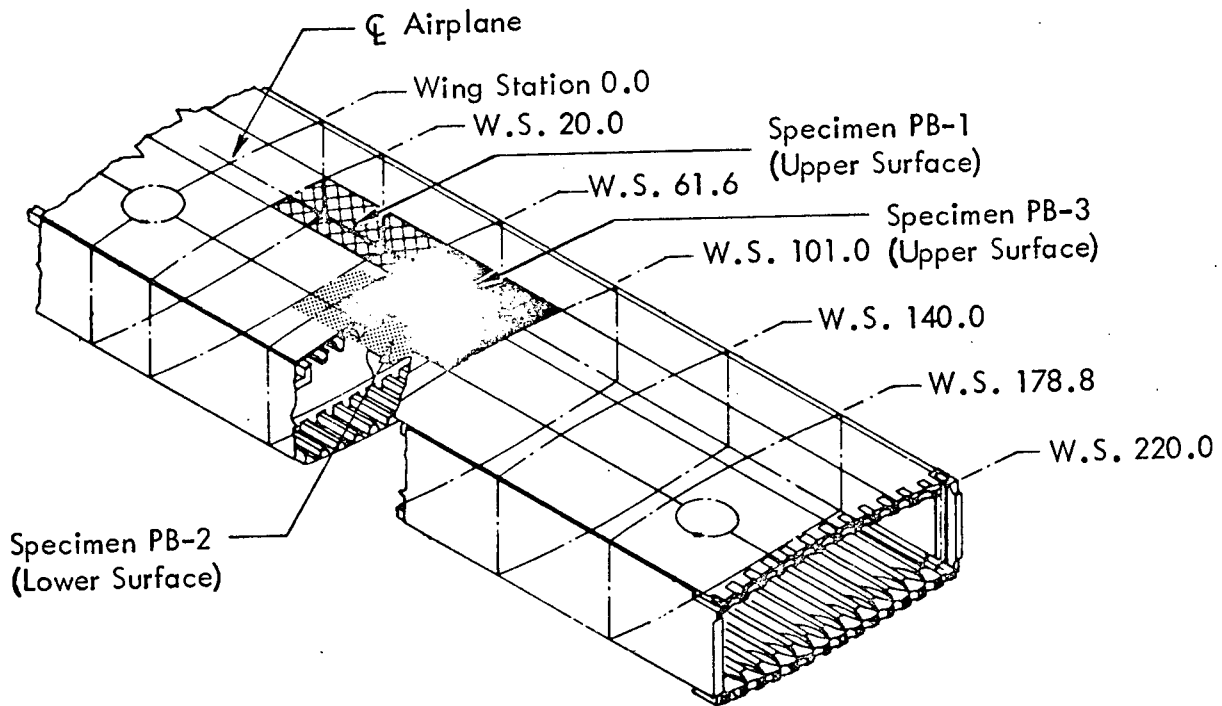 ℄ Airplane
Wing Station 0.0
W.S. 20.0
Specimen PB-1
(Upper Surface)
W.S. 61.6
Specimen PB-3
(Upper Surface)
W.S. 101.0
W.S. 140.0
W.S. 178.8
W.S. 220.0
Specimen PB-2
(Lower Surface)